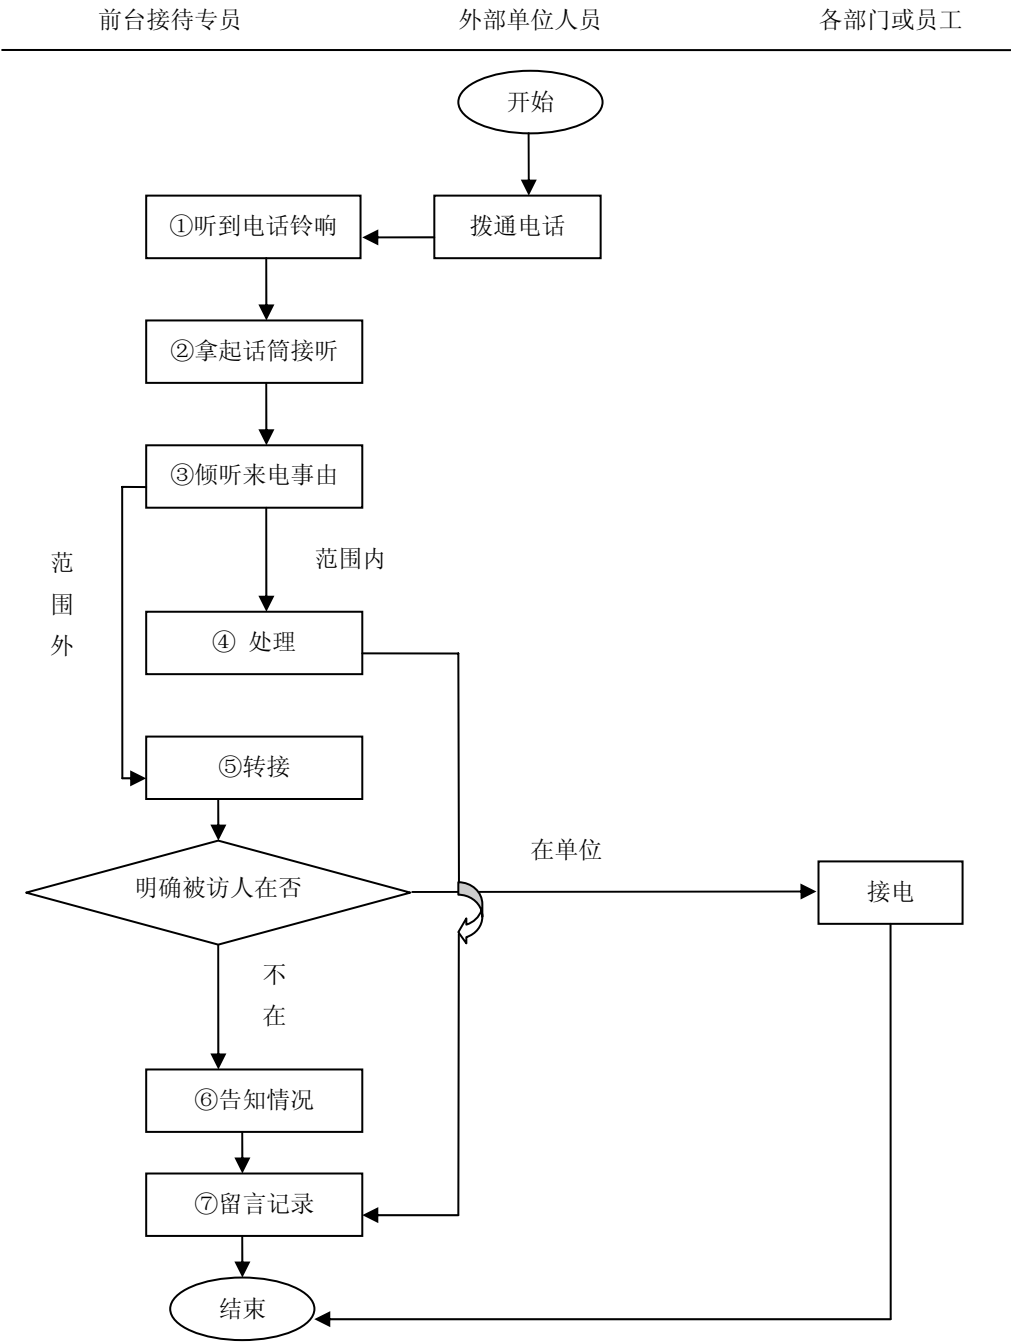 前台接待专员
外部单位人员
各部门或员工
开始
①听到电话铃响
拨通电话
②拿起话筒接听
③倾听来电事由
范围内
范
围
外
④ 处理
⑤转接
在单位
明确被访人在否
接电
不
在
⑥告知情况
⑦留言记录
结束